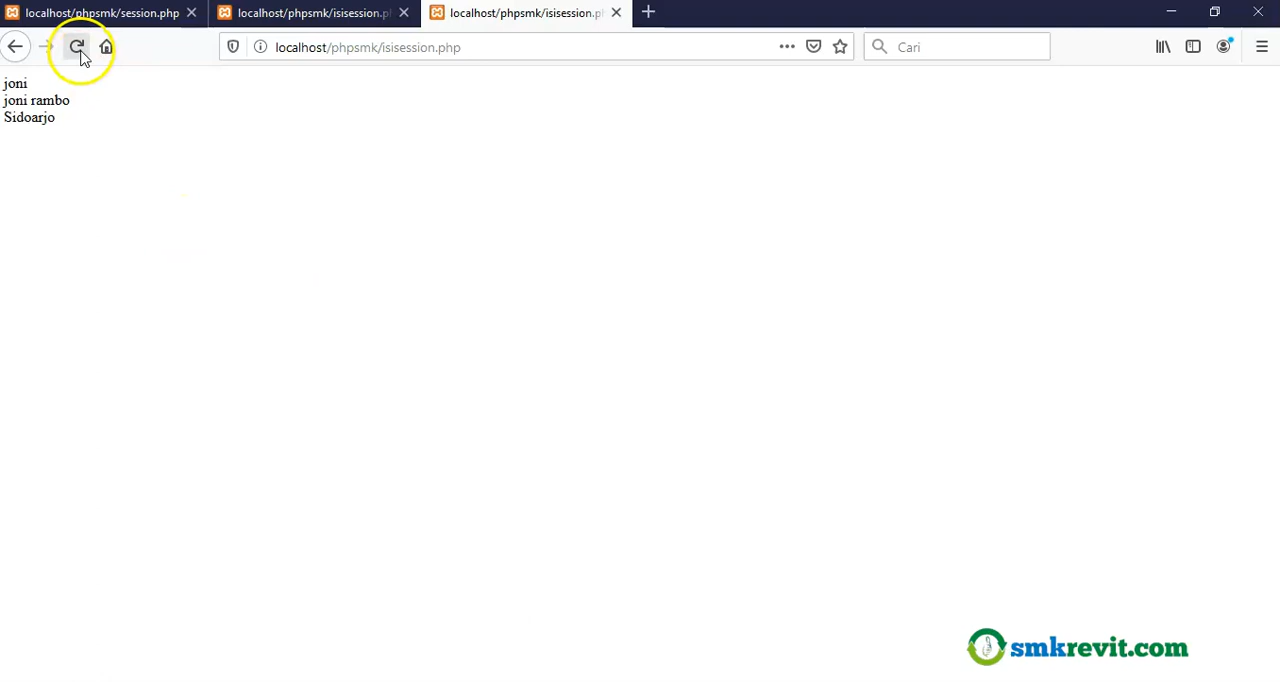 localhost/phpsmk/session.php
localhost/phpsmk/isisession.p
localhost/phpsmk/isisession.p
localhost/phpsmk/isisession.php
Cari
joni
joni rambo
Sidoarjo
smkrevit.com